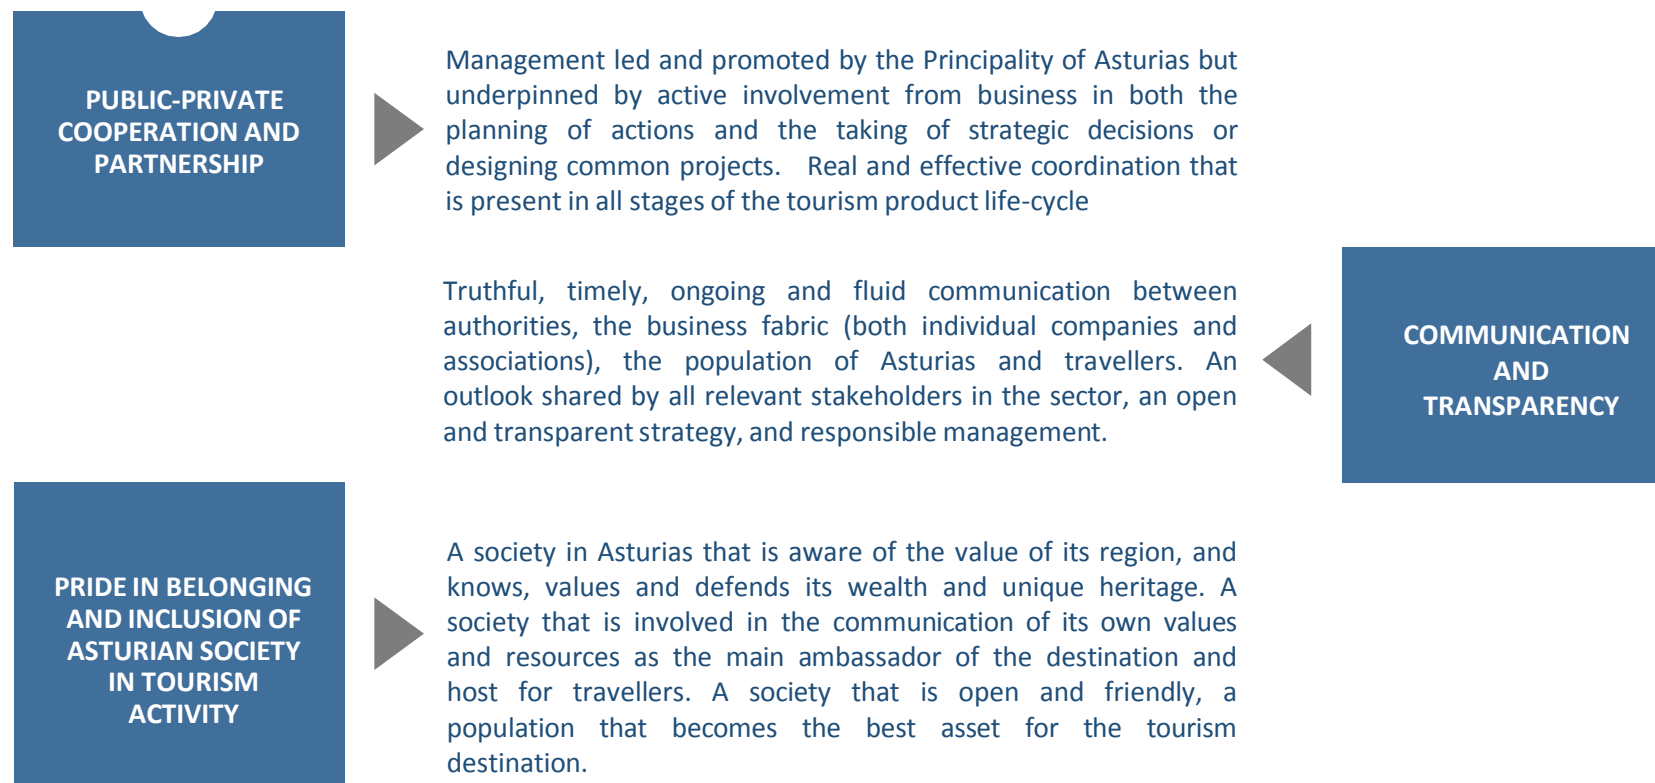 PUBLIC-PRIVATE
COOPERATION AND
PARTNERSHIP
Management led and promoted by the Principality of Asturias but
underpinned by active involvement from business in both the
planning of actions and the taking of strategic decisions or
designing common projects. Real and effective coordination that
is present in all stages of the tourism product life-cycle
Truthful, timely, ongoing and fluid communication between
authorities, the business fabric (both individual companies and
associations), the population of Asturias and travellers. An
outlook shared by all relevant stakeholders in the sector, an open
and transparent strategy, and responsible management.
COMMUNICATION
AND
TRANSPARENCY
PRIDE IN BELONGING
AND INCLUSION OF
ASTURIAN SOCIETY
IN TOURISM
ACTIVITY
A society in Asturias that is aware of the value of its region, and
knows, values and defends its wealth and unique heritage. A
society that is involved in the communication of its own values
and resources as the main ambassador of the destination and
host for travellers. A society that is open and friendly, a
population that becomes the best asset for the tourism
destination.